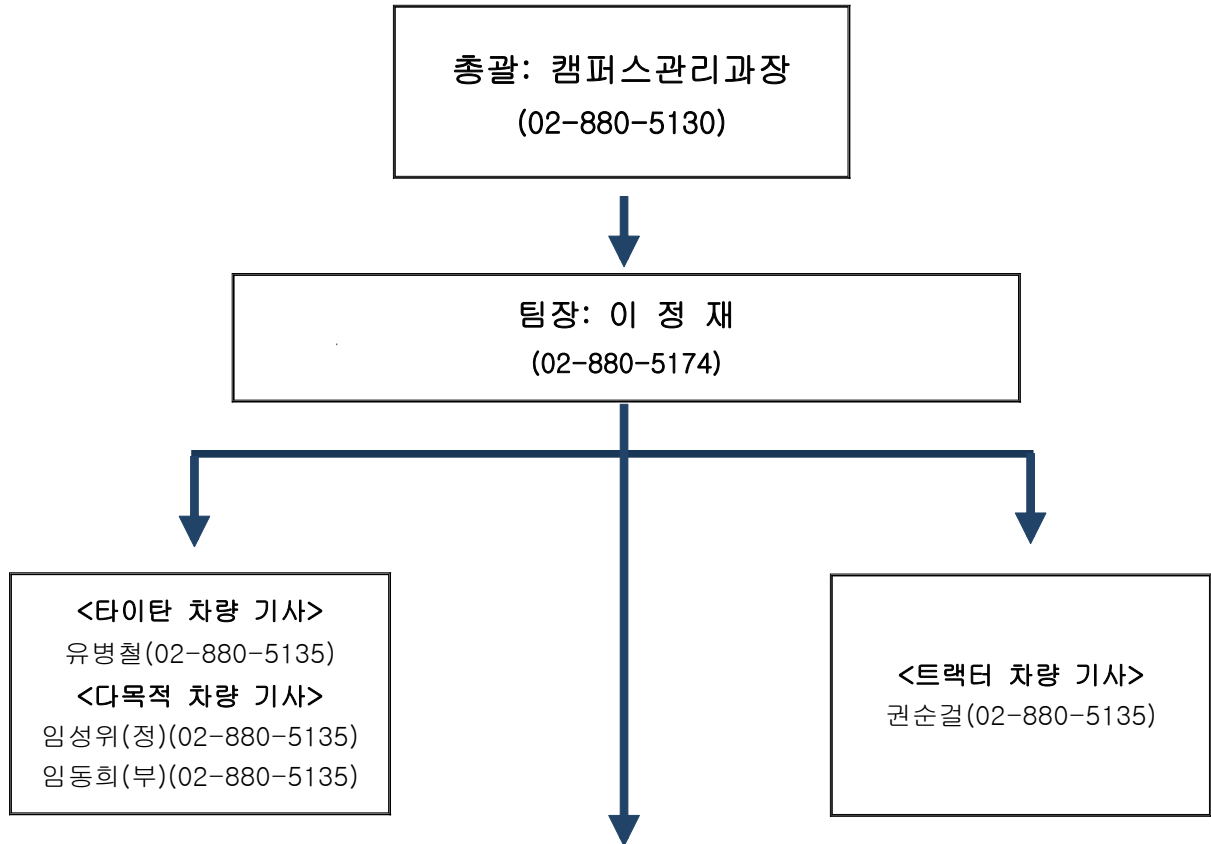 총괄: 캠퍼스관리과장
(02-880-5130)
팀장: 이 정 재
(02-880-5174)
<타이탄 차량 기사>
유병철(02-880-5135)
<다목적 차량 기사>
임성위(정)(02-880-5135)
임동희(부)(02-880-5135)
<트랙터 차량 기사>
권순걸(02-880-5135)